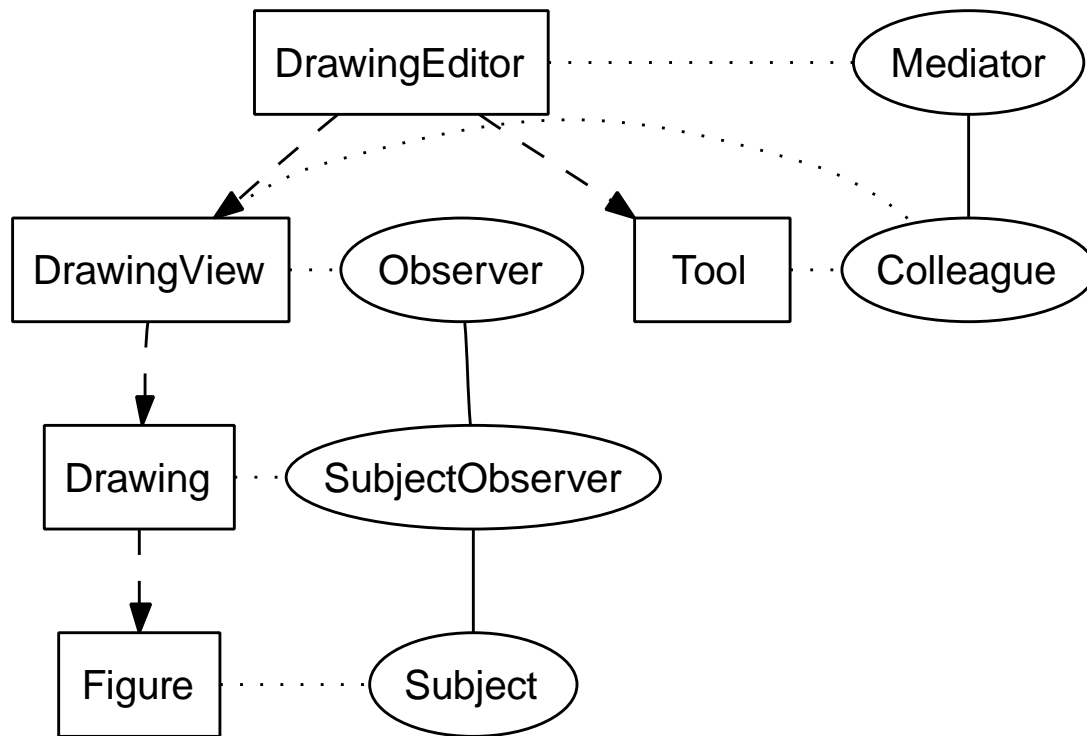 DrawingEditor
Mediator
DrawingView
Observer
Tool
Colleague
Drawing
SubjectObserver
Figure
Subject